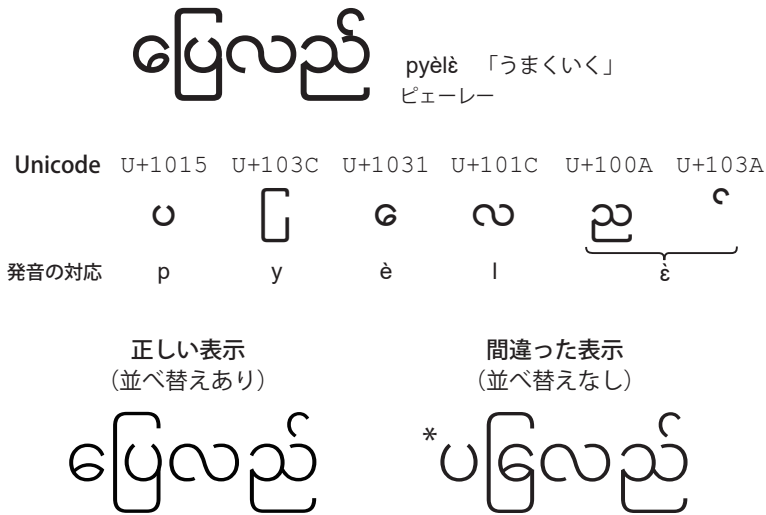 ပြေလည် pyèlὲ̀ 「うまくいく」
ピェーレー
Unicode U+1015 U+103C U+1031 U+101C U+100A U+103A
ပ ြ ေ လ ည ်
発音の対応 p y è l ɛ̀
正しい表示 間違った表示
（並べ替えあり） （並べ替えなし）
ပြေလည် *ပြေလည်